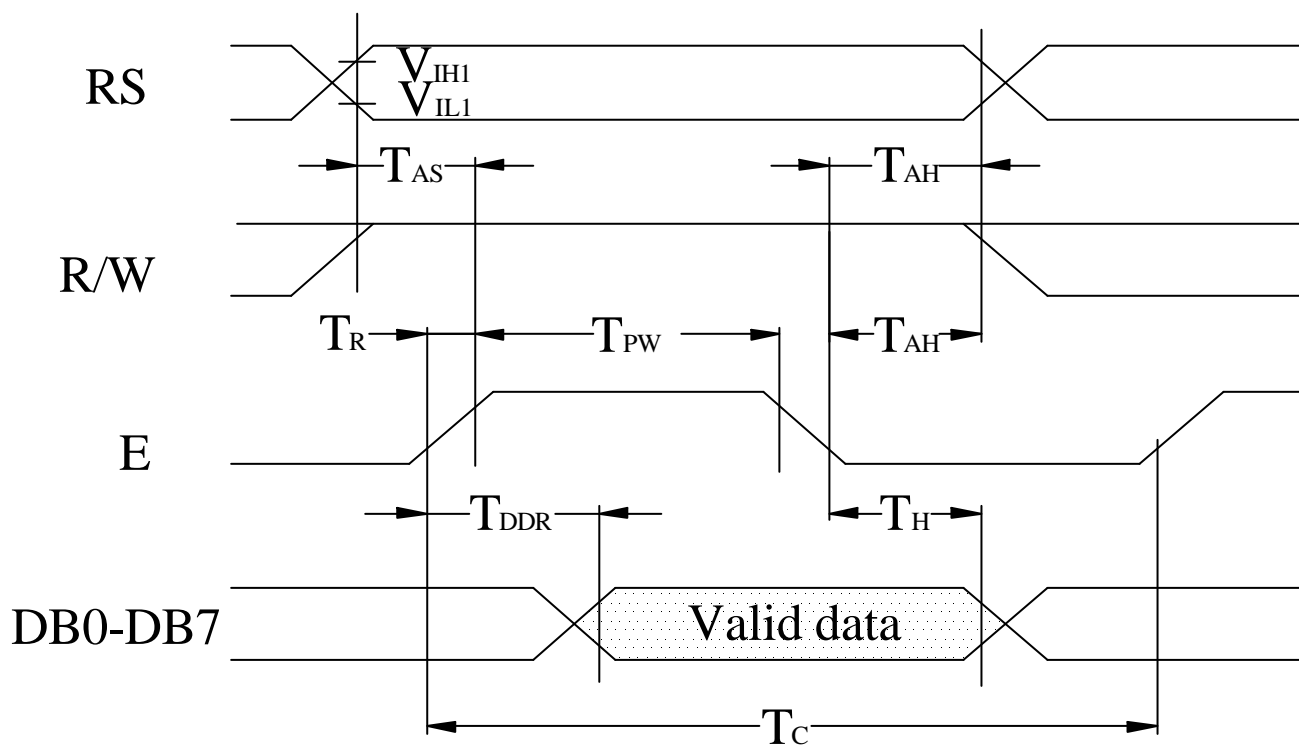 RS
VIH1
VIL1
TAS
TAH
R/W
TR
TPW
TAH
E
TDDR
TH
DB0-DB7
Valid data
TC